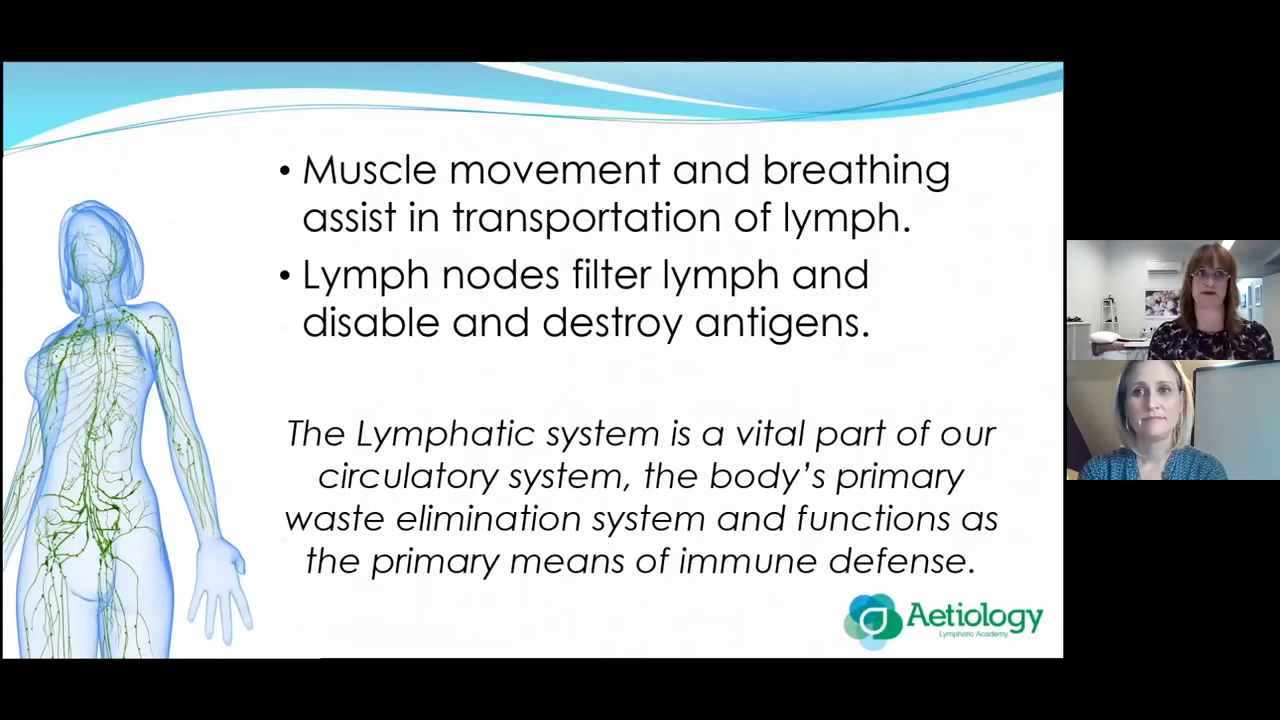 • Muscle movement and breathing
assist in transportation of lymph.
• Lymph nodes filter lymph and
disable and destroy antigens.
The Lymphatic system is a vital part of our
circulatory system, the body's primary
waste elimination system and functions as
the primary means of immune defense.
Aetiology
Lymphatic Academy